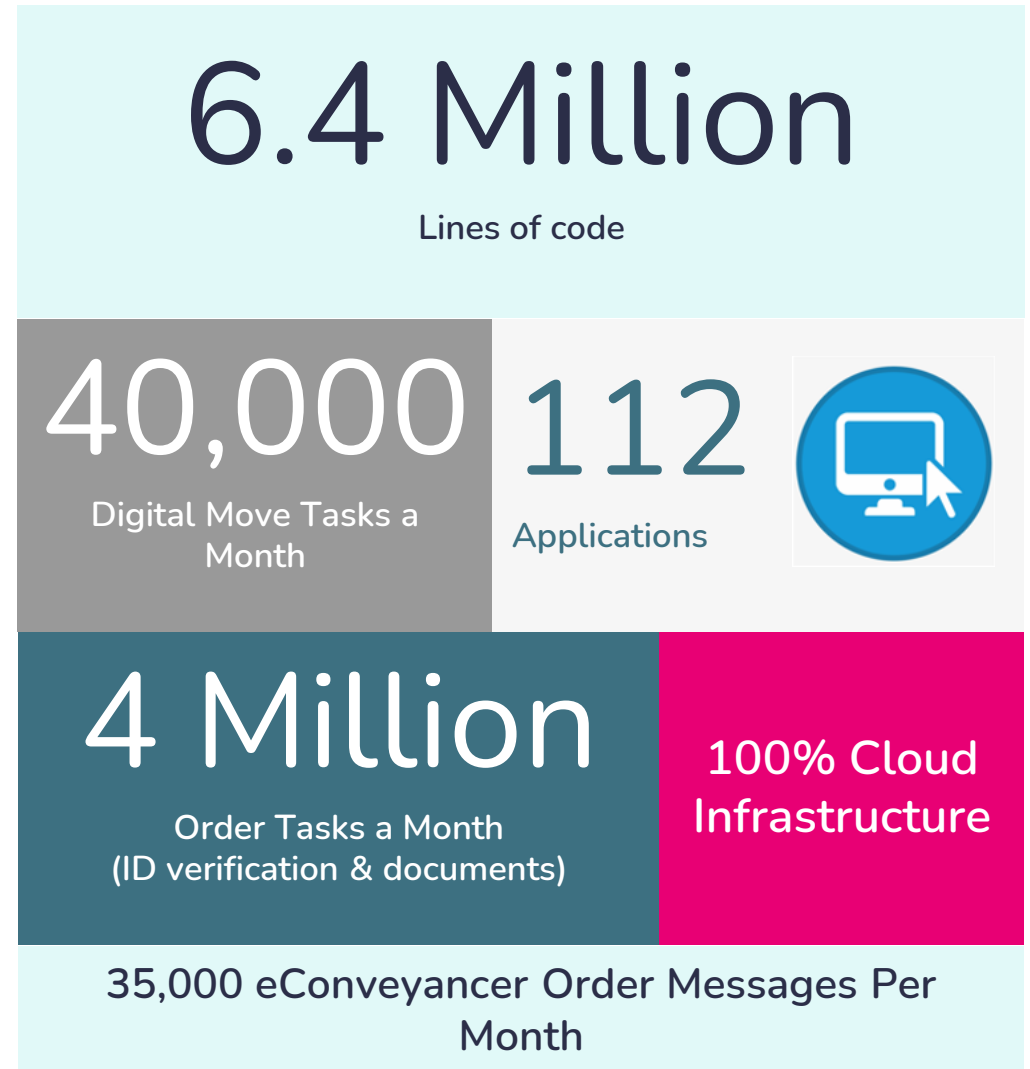 6.4 Million
Lines of code
40,000
Digital Move Tasks a
Month
112
Applications
4 Million
Order Tasks a Month
(ID verification & documents)
100% Cloud
Infrastructure
35,000 eConveyancer Order Messages Per
Month